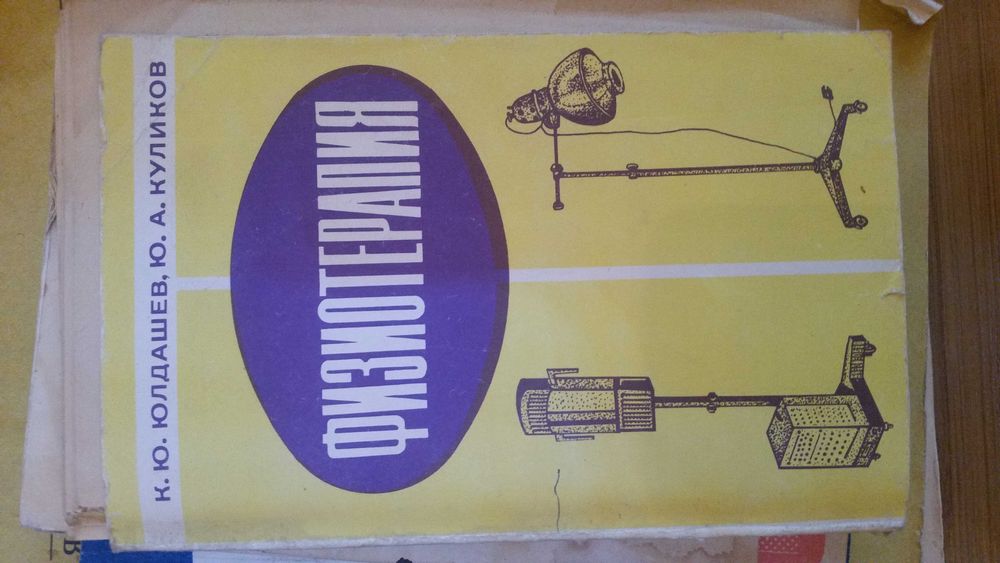 К. Ю. ЮЛДАШЕВ, Ю. А. КУЛИКОВ
ФИЗИОТЕРАПИЯ
В